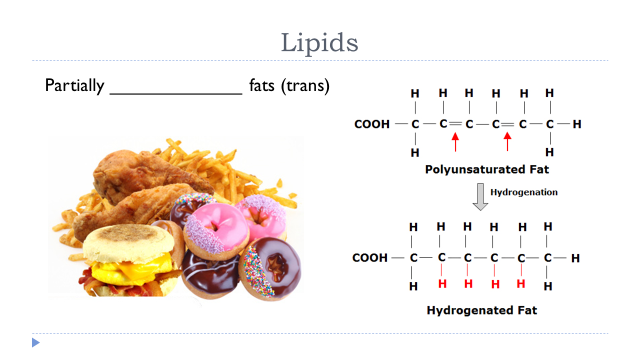 Lipids
Partially _____________ fats (trans)
H H H H H H
COOH — C — C = C — C = C — C — H
H H
Polyunsaturated Fat
Hydrogenation
H H H H H H
COOH — C — C — C — C — C — C — H
H H H H H H
Hydrogenated Fat